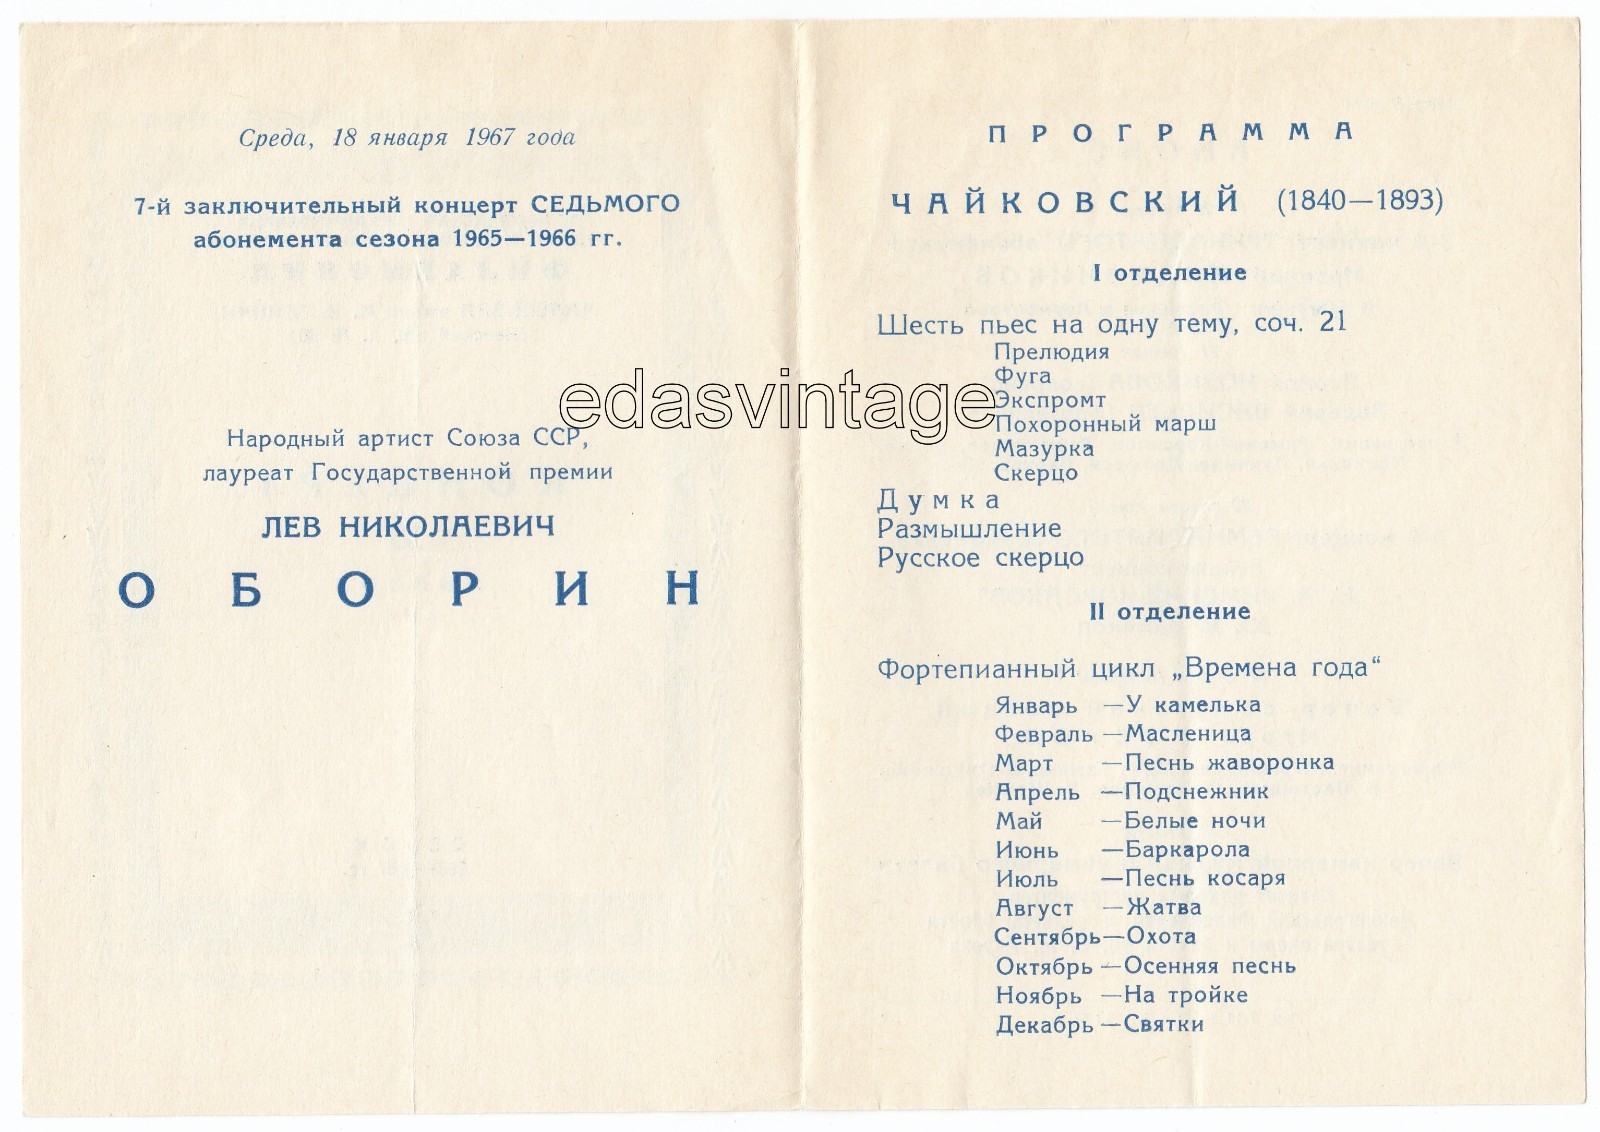 Среда, 18 января 1967 года
7-й заключительный концерт СЕДЬМОГО
абонемента сезона 1965—1966 гг.
Народный артист Союза ССР,
лауреат Государственной премии
ЛЕВ НИКОЛАЕВИЧ
ОБОРИН
edasvintage
ПРОГРАММА
ЧАЙКОВСКИЙ (1840—1893)
I отделение
Шесть пьес на одну тему, соч. 21
Прелюдия
Фуга
Экспромт
Похоронный марш
Мазурка
Скерцо
Думка
Размышление
Русское скерцо
II отделение
Фортепианный цикл „Времена года“
Январь —У камелька
Февраль —Масленица
Март —Песнь жаворонка
Апрель —Подснежник
Май —Белые ночи
Июнь —Баркарола
Июль —Песнь косаря
Август —Жатва
Сентябрь—Охота
Октябрь —Осенняя песнь
Ноябрь —На тройке
Декабрь —Святки